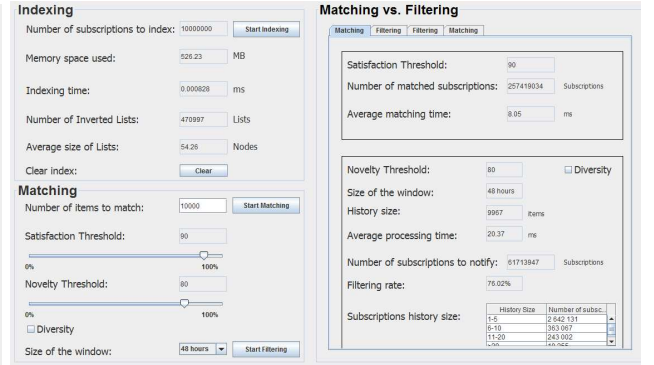 Indexing
Number of subscriptions to index: 10000000 Start Indexing
Memory space used: 526.23 MB
Indexing time: 0.000828 ms
Number of Inverted Lists: 470997 Lists
Average size of Lists: 54.26 Nodes
Clear index: Clear
Matching
Number of items to match: 10000 Start Matching
Satisfaction Threshold: 90
0% 100%
Novelty Threshold: 80
0% 100%
Diversity
Size of the window: 48 hours Start Filtering
Matching vs. Filtering
Matching Filtering Filtering Matching
Satisfaction Threshold: 90
Number of matched subscriptions: 257419034 Subscriptions
Average matching time: 8.05 ms
Novelty Threshold: 80 Diversity
Size of the window: 48 hours
History size: 9967 Items
Average processing time: 20.37 ms
Number of subscriptions to notify: 61713947 Subscriptions
Filtering rate: 76.02%
Subscriptions history size:
History Size Number of subsc...
1-5 2 642 131
6-10 363 067
11-20 243 002